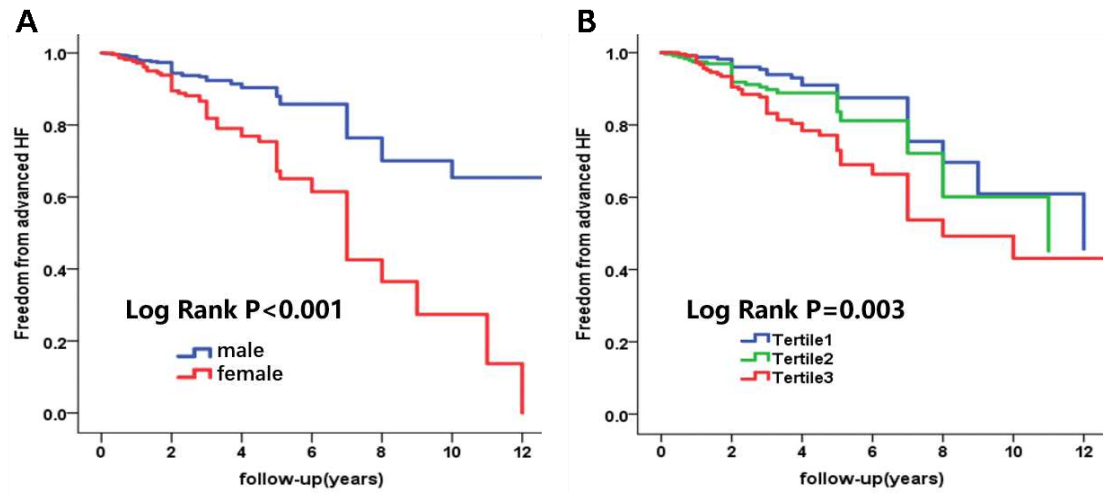 A
Freedom from advanced HF
1.0
0.8
0.6
0.4
0.2
0.0
Log Rank P<0.001
male
female
0 2 4 6 8 10 12
follow-up(years)
B
Freedom from advanced HF
1.0
0.8
0.6
0.4
0.2
0.0
Log Rank P=0.003
Tertile1
Tertile2
Tertile3
0 2 4 6 8 10 12
follow-up(years)